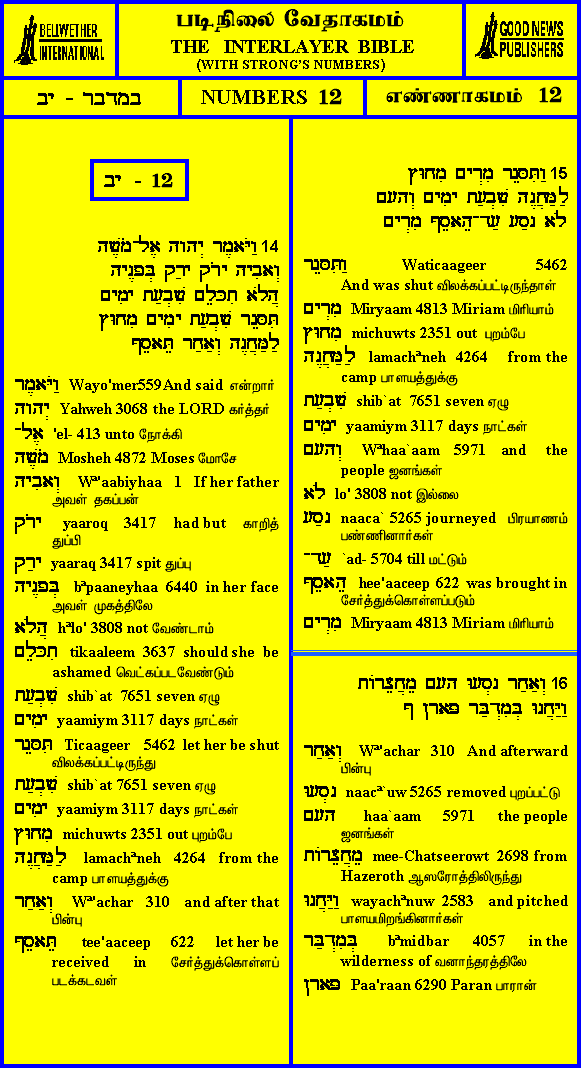 BELLWETHER
INTERNATIONAL
படிநிலை வேதாகமம்
THE INTERLAYER BIBLE
(WITH STRONG'S NUMBERS)
GOOD NEWS
PUBLISHERS
במדבר - יב
NUMBERS 12
எண்ணாகமம் 12
יב - 12
14 וַיֹּאמֶר יְהוָה אֶל־מֹשֶׁה
וְאָבִיהָ יָרֹק יָרַק בְּפָנֶיהָ
הֲלֹא תִכָּלֵם שִׁבְעַת יָמִים
תִּסָּגֵר שִׁבְעַת יָמִים מִחוּץ
לַמַּחֲנֶה וְאַחַר תֵּאָסֵף
וַיֹּאמֶר Wayo'mer559And said என்றார்
יְהוָה Yahweh 3068 the LORD கர்த்தர்
אֶל־ 'el- 413 unto நோக்கி
מֹשֶׁה Mosheh 4872 Moses மோசே
וְאָבִיהָ Wª'aabiyhaa 1 If her father
அவள் தகப்பன்
יָרֹק yaaroq 3417 had but காறித்
துப்பி
יָרַק yaaraq 3417 spit துப்பு
בְּפָנֶיהָ bªpaaneyhaa 6440 in her face
அவள் முகத்திலே
הֲלֹא hªlo' 3808 not வேண்டாம்
תִכָּלֵם tikaaleem 3637 should she be
ashamed வெட்கப்படவேண்டும்
שִׁבְעַת shib`at 7651 seven ஏழு
יָמִים yaamiym 3117 days நாட்கள்
תִּסָּגֵר Ticaageer 5462 let her be shut
விலக்கப்பட்டிருந்து
שִׁבְעַת shib`at 7651 seven ஏழு
יָמִים yaamiym 3117 days நாட்கள்
מִחוּץ michuwts 2351 out புறம்பே
לַמַּחֲנֶה lamachªneh 4264 from the
camp பாளயத்துக்கு
וְאַחַר Wª'achar 310 and after that
பின்பு
תֵּאָסֵף tee'aaceep 622 let her be
received in சேர்த்துக்கொள்ளப்
படக்கடவள்
15 וַתִּסָּגֵר מִרְיָם מִחוּץ
לַמַּחֲנֶה שִׁבְעַת יָמִים וְהָעָם
לֹא נָסַע עַד־הֵאָסֵף מִרְיָם
וַתִּסָּגֵר Waticaageer 5462
And was shut விலக்கப்பட்டிருந்தாள்
מִרְיָם Miryaam 4813 Miriam மிரியாம்
מִחוּץ michuwts 2351 out புறம்பே
לַמַּחֲנֶה lamachªneh 4264 from the
camp பாளயத்துக்கு
שִׁבְעַת shib`at 7651 seven ஏழு
יָמִים yaamiym 3117 days நாட்கள்
וְהָעָם Wªhaa`aam 5971 and the
people ஜனங்கள்
לֹא lo' 3808 not இல்லை
נָסַע naaca` 5265 journeyed பிரயாணம்
பண்ணினார்கள்
עַד־ `ad- 5704 till மட்டும்
הֵאָסֵף hee'aaceep 622 was brought in
சேர்த்துக்கொள்ளப்படும்
מִרְיָם Miryaam 4813 Miriam மிரியாம்
16 וְאַחַר נָסְעוּ הָעָם מֵחֲצֵרוֹת
וַיַּחֲנוּ בְּמִדְבַּר פָּארָן ף
וְאַחַר Wª'achar 310 And afterward
பின்பு
נָסְעוּ naacª`uw 5265 removed புறப்பட்டு
הָעָם haa`aam 5971 the people
ஜனங்கள்
מֵחֲצֵרוֹת mee-Chatseerowt 2698 from
Hazeroth ஆஸரோத்திலிருந்து
וַיַּחֲנוּ wayachªnuw 2583 and pitched
பாளயமிறங்கினார்கள்
בְּמִדְבַּר bªmidbar 4057 in the
wilderness of வனாந்தரத்திலே
פָּארָן Paa'raan 6290 Paran பாரான்